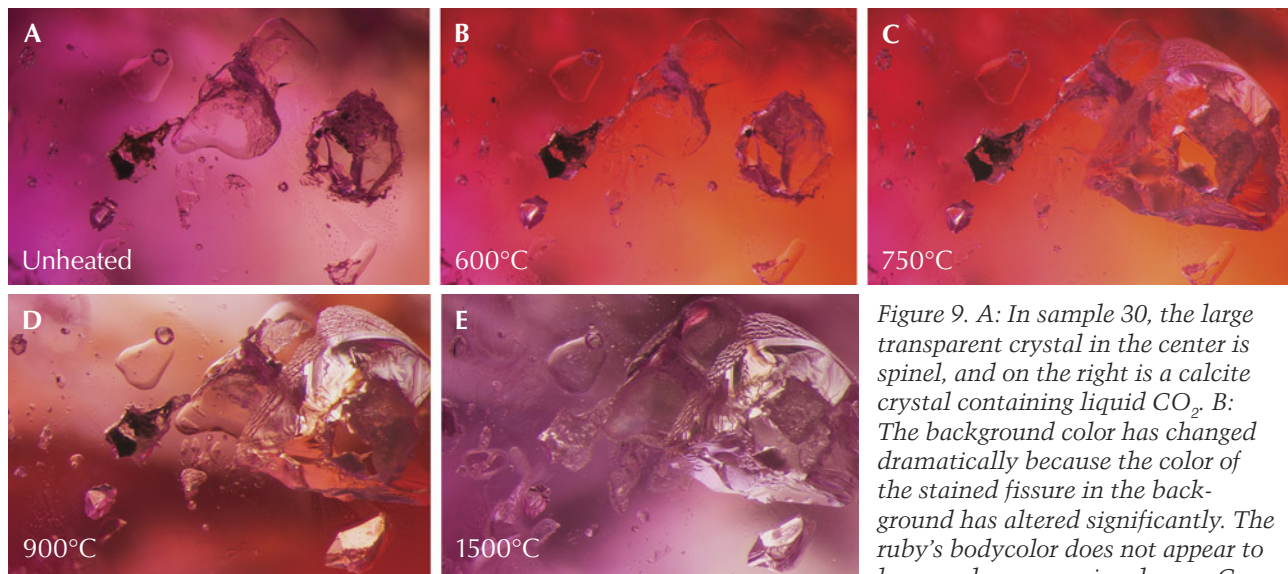 A
B
C
Unheated
600°C
750°C
D
E
900°C
1500°C
Figure 9. A: In sample 30, the large
transparent crystal in the center is
spinel, and on the right is a calcite
crystal containing liquid CO₂. B:
The background color has changed
dramatically because the color of
the stained fissure in the back-
ground has altered significantly. The
ruby's bodycolor does not appear to